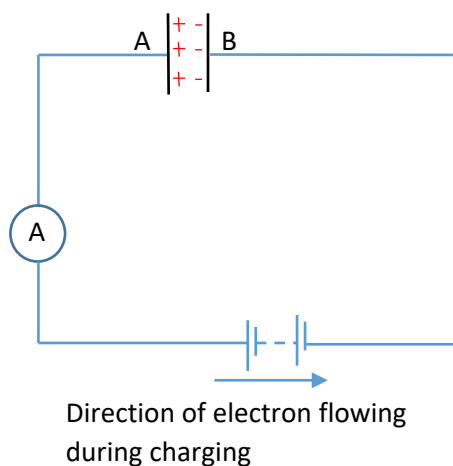 A + - B
+ -
+ -
A
Direction of electron flowing
during charging